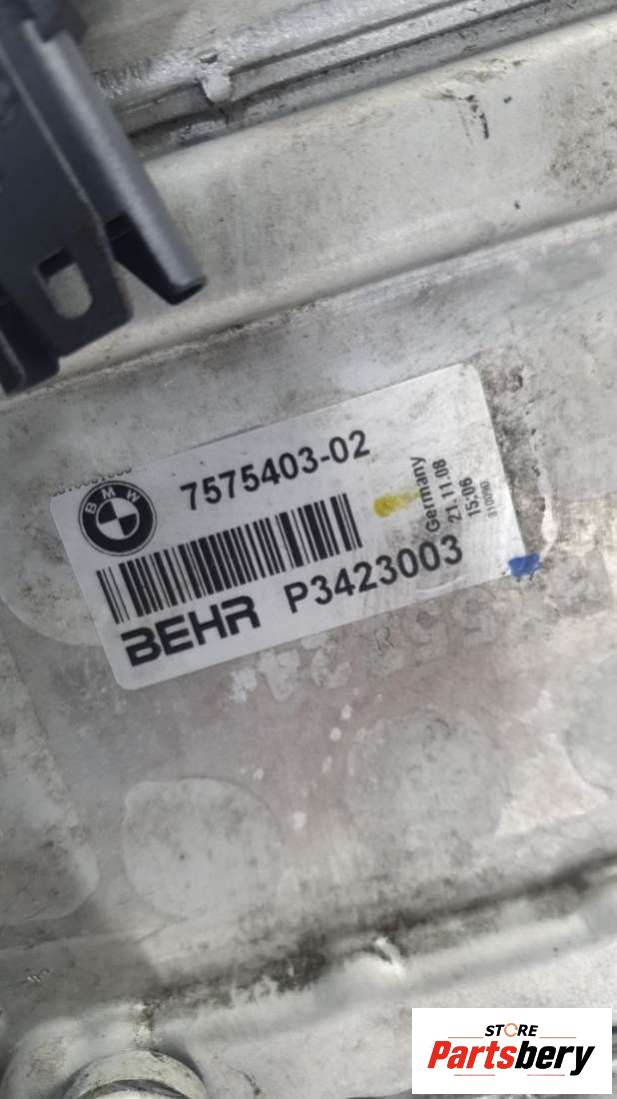 BMW
7575403-02
Germany
21.11.08
15:06
BEHR P3423003
R
STORE
Partsbery